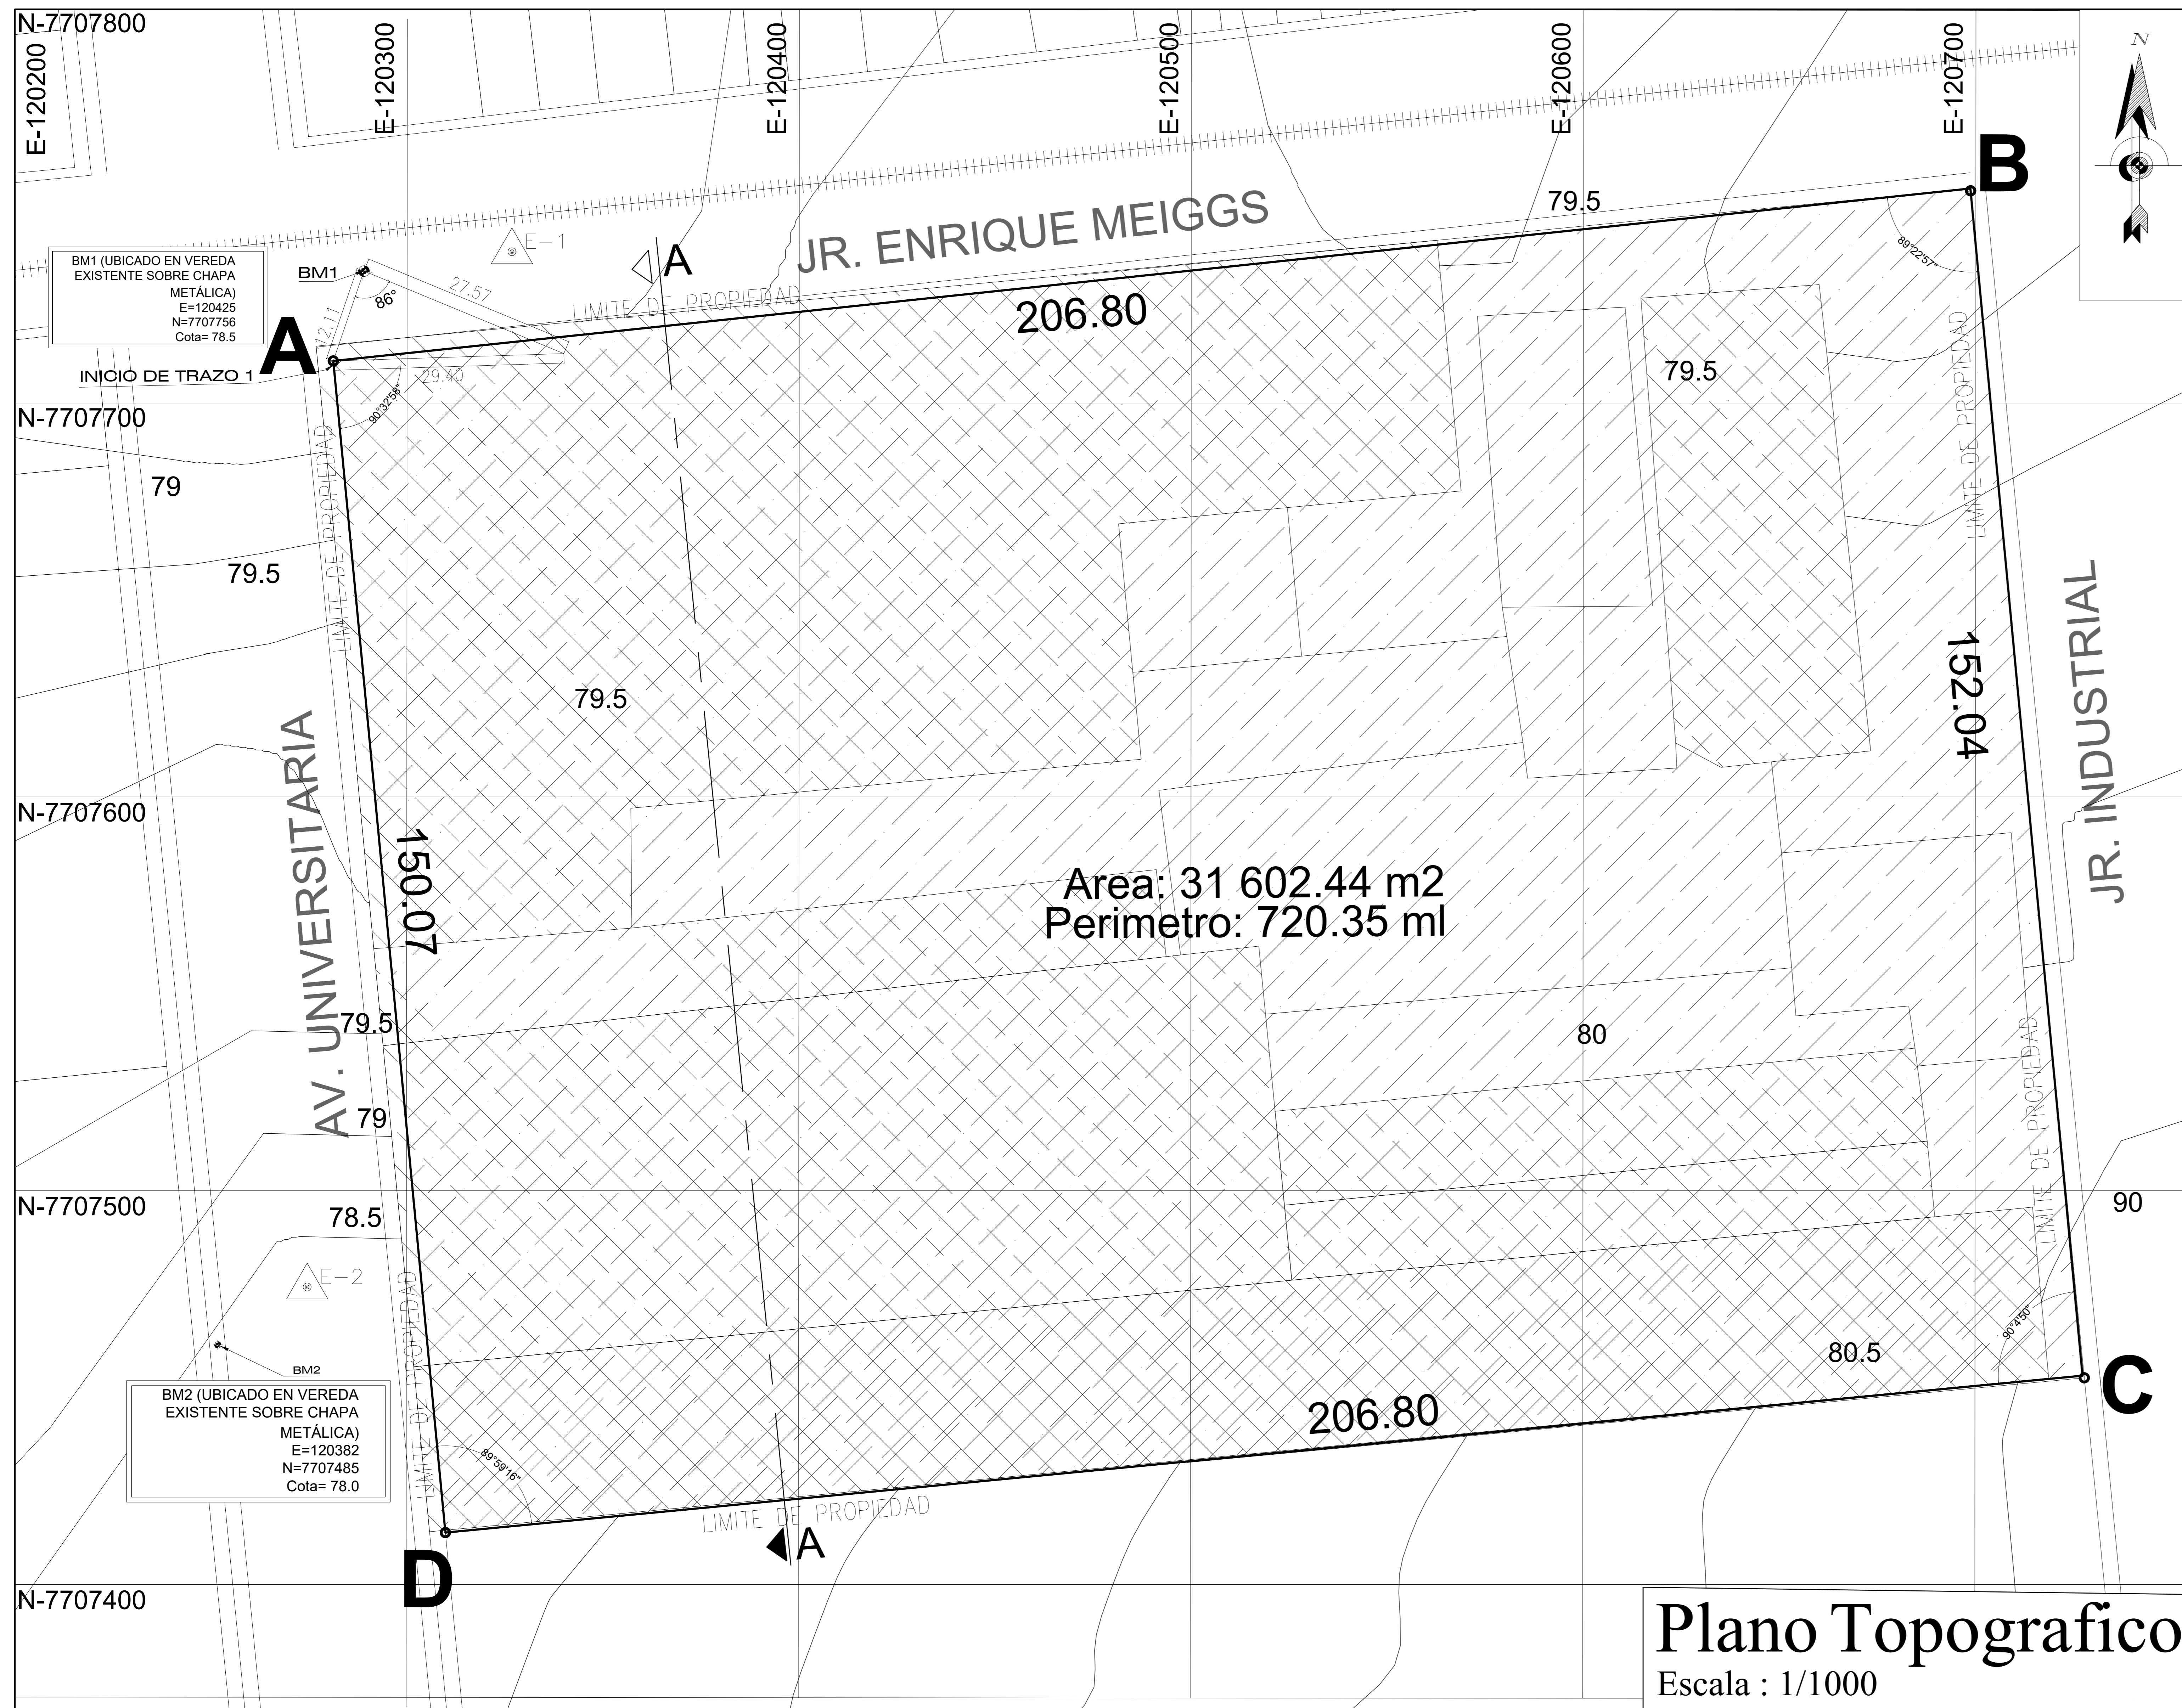 N-7707800
E-120200
E-120300
E-120400
E-120500
E-120600
E-120700
N
B
JR. ENRIQUE MEIGGS
79.5
89°22'57"
E-1
A
BM1 (UBICADO EN VEREDA
EXISTENTE SOBRE CHAPA
METÁLICA)
E=120425
N=7707756
Cota= 78.5
BM1
86°
27.57
12.11
LIMITE DE PROPIEDAD
206.80
A
INICIO DE TRAZO 1
29.40
90°32'58"
79.5
LIMITE DE PROPIEDAD
N-7707700
LIMITE DE PROPIEDAD
79
79.5
79.5
152.04
JR. INDUSTRIAL
AV. UNIVERSITARIA
N-7707600
150.07
Area: 31 602.44 m2
Perimetro: 720.35 ml
79.5
80
79
LIMITE DE PROPIEDAD
N-7707500
78.5
90
E-2
LIMITE DE PROPIEDAD
90°4'50"
80.5
BM2
BM2 (UBICADO EN VEREDA
EXISTENTE SOBRE CHAPA
METÁLICA)
E=120382
N=7707485
Cota= 78.0
C
206.80
89°59'16"
LIMITE DE PROPIEDAD
A
D
N-7707400
Plano Topografico
Escala : 1/1000